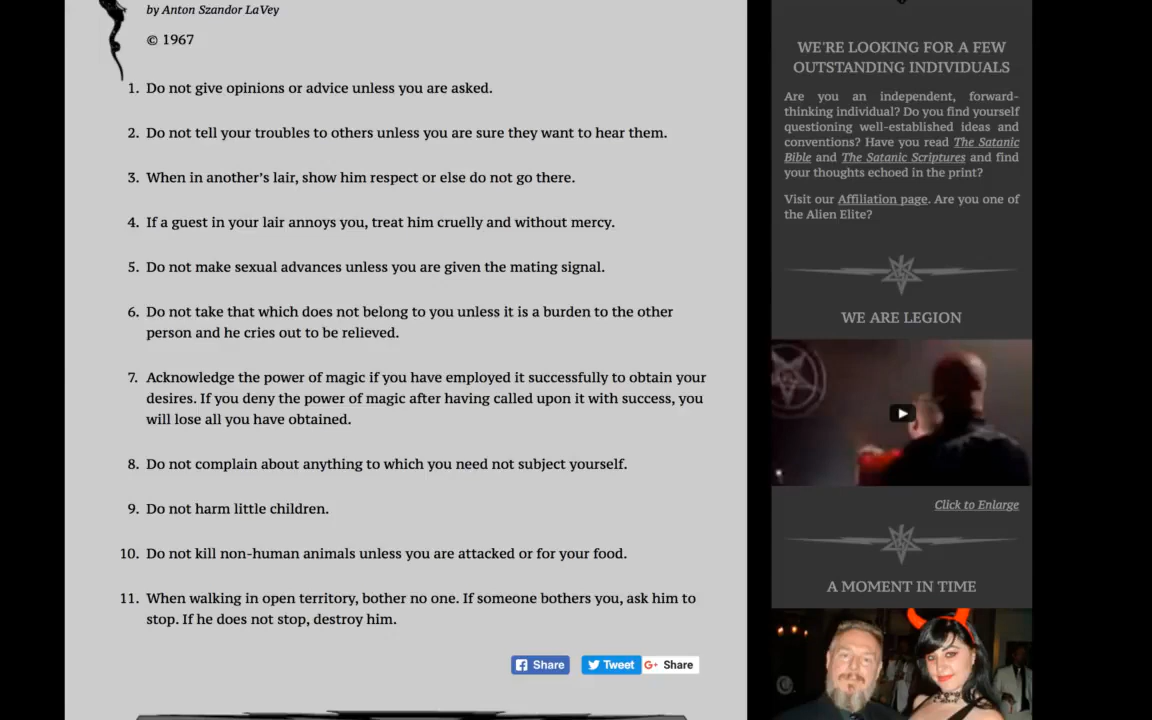 by Anton Szandor LaVey
© 1967
1. Do not give opinions or advice unless you are asked.
2. Do not tell your troubles to others unless you are sure they want to hear them.
3. When in another’s lair, show him respect or else do not go there.
4. If a guest in your lair annoys you, treat him cruelly and without mercy.
5. Do not make sexual advances unless you are given the mating signal.
6. Do not take that which does not belong to you unless it is a burden to the other
person and he cries out to be relieved.
7. Acknowledge the power of magic if you have employed it successfully to obtain your
desires. If you deny the power of magic after having called upon it with success, you
will lose all you have obtained.
8. Do not complain about anything to which you need not subject yourself.
9. Do not harm little children.
10. Do not kill non-human animals unless you are attacked or for your food.
11. When walking in open territory, bother no one. If someone bothers you, ask him to
stop. If he does not stop, destroy him.
Share Tweet G+ Share
WE'RE LOOKING FOR A FEW
OUTSTANDING INDIVIDUALS
Are you an independent, forward-
thinking individual? Do you find yourself
questioning well-established ideas and
conventions? Have you read The Satanic
Bible and The Satanic Scriptures and find
your thoughts echoed in the print?
Visit our Affiliation page. Are you one of
the Alien Elite?
WE ARE LEGION
Click to Enlarge
A MOMENT IN TIME